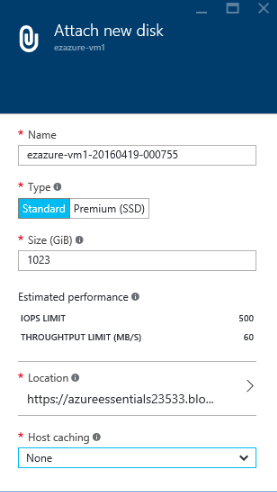 Attach new disk
ezazure-vm1
* Name
ezazure-vm1-20160419-000755
* Type
Standard Premium (SSD)
* Size (GiB)
1023
Estimated performance
IOPS LIMIT 500
THROUGHTPUT LIMIT (MB/S) 60
* Location
https://azureessentials23533.blo...
* Host caching
None